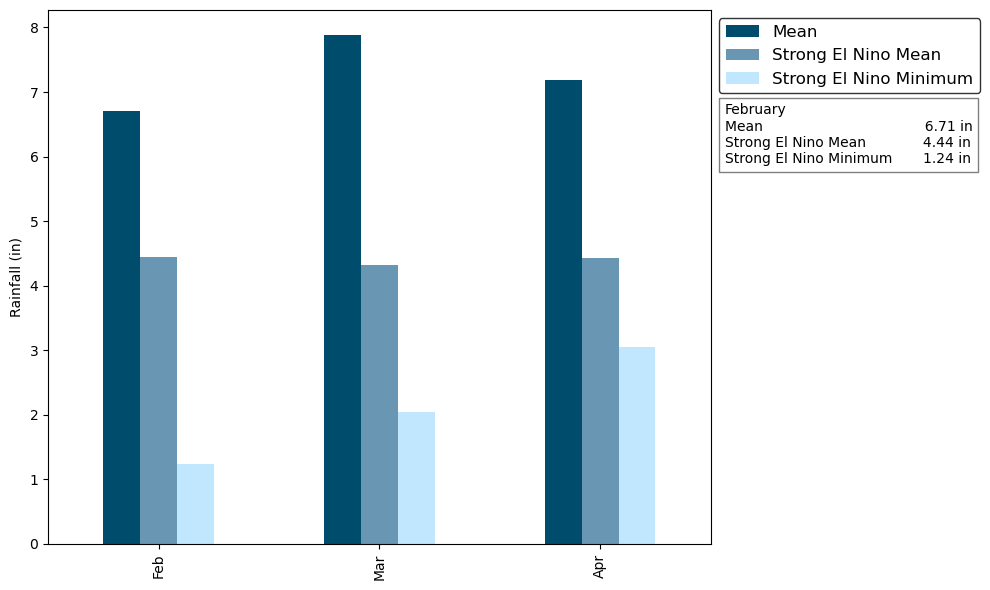 8
7
6
5
4
3
2
1
0
Rainfall (in)
Feb
Mar
Apr
Mean
Strong El Nino Mean
Strong El Nino Minimum
February
Mean 6.71 in
Strong El Nino Mean 4.44 in
Strong El Nino Minimum 1.24 in